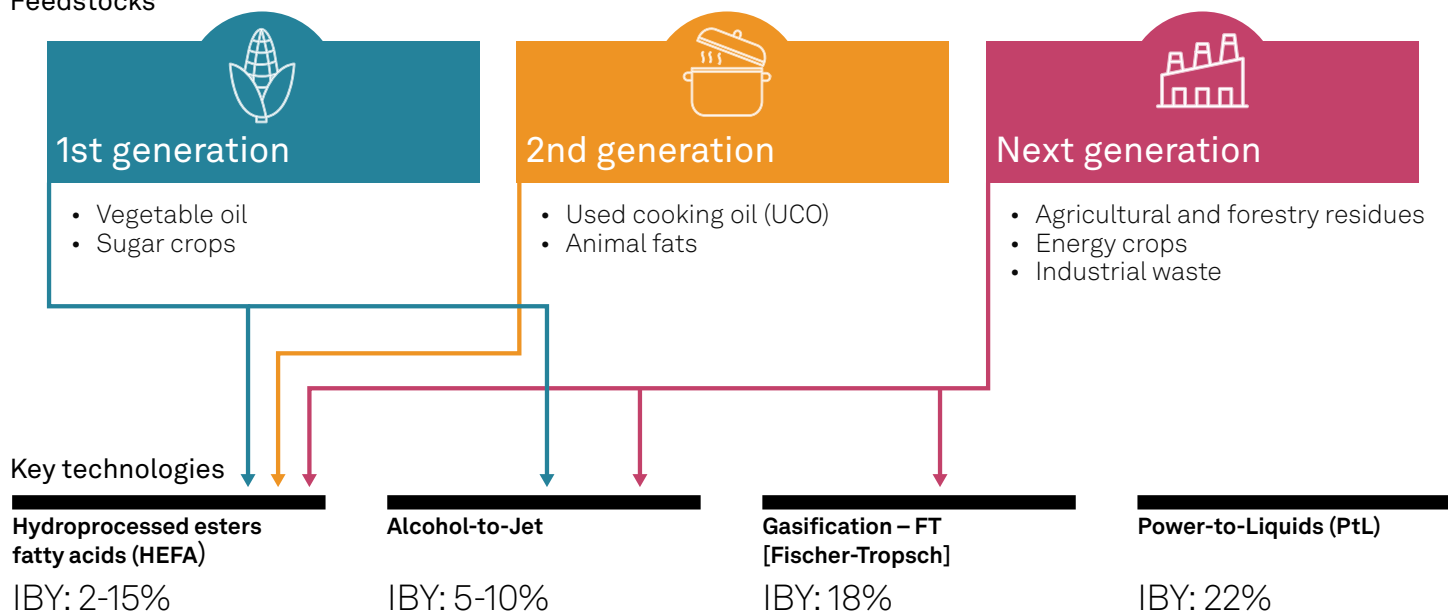 Feedstocks
1st generation
2nd generation
Next generation
• Vegetable oil
• Sugar crops
• Used cooking oil (UCO)
• Animal fats
• Agricultural and forestry residues
• Energy crops
• Industrial waste
Key technologies
Hydroprocessed esters
fatty acids (HEFA)
IBY: 2-15%
Alcohol-to-Jet
IBY: 5-10%
Gasification – FT
[Fischer-Tropsch]
IBY: 18%
Power-to-Liquids (PtL)
IBY: 22%